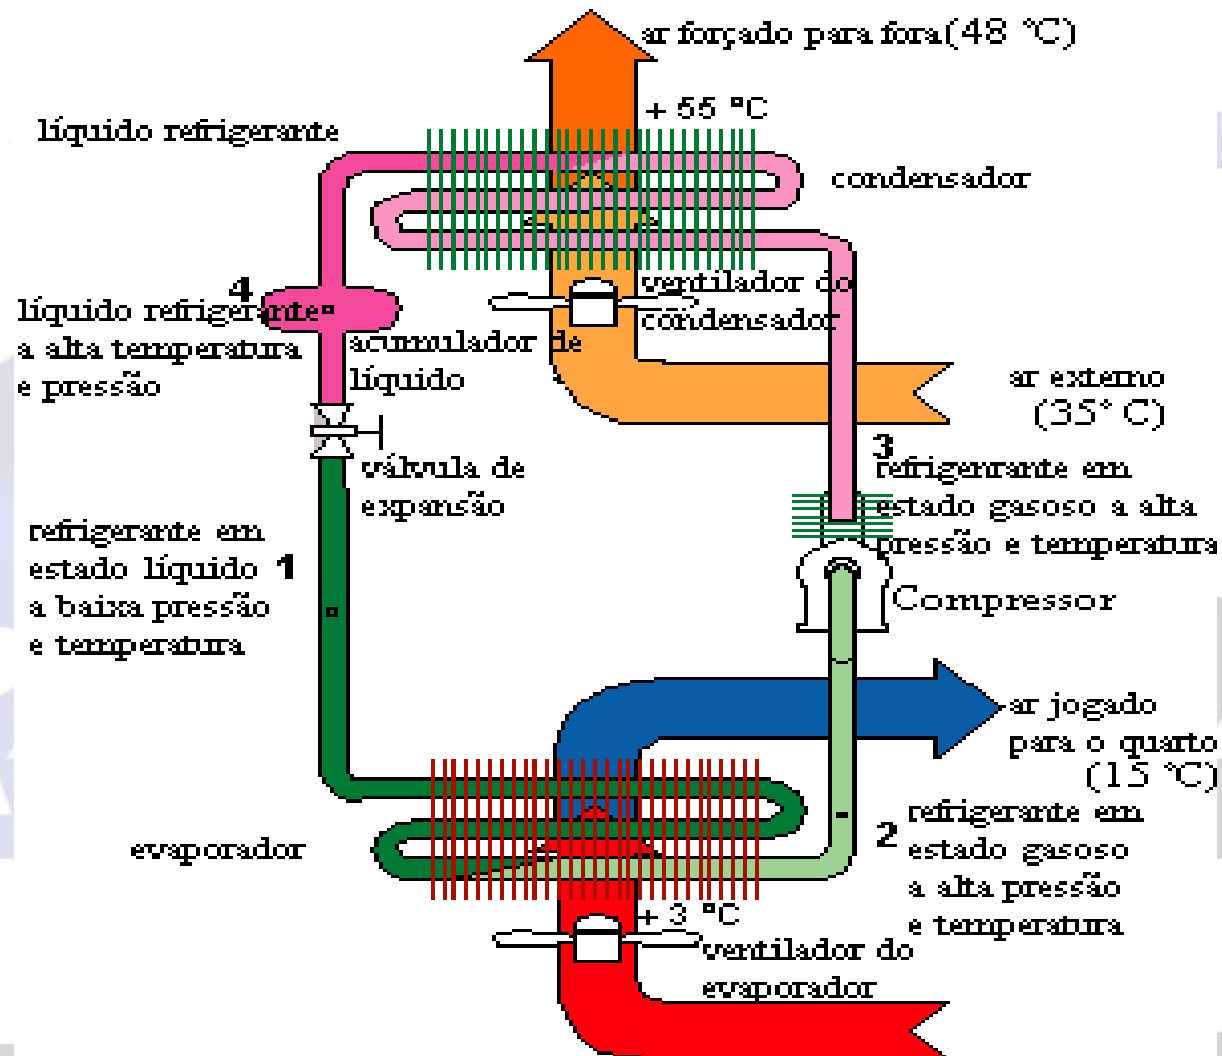 ar forçado para fora (48 °C)
+ 55 °C
líquido refrigerante
condensador
4
líquido refrigerante
a alta temperatura
e pressão
ventilador do
condensador
acumulador de
líquido
ar externo
(35° C)
válvula de
expansão
3
refrigenrante em
estado gasoso a alta
pressão e temperatura
refrigerante em
estado líquido 1
a baixa pressão
e temperatura
Compressor
ar jogado
para o quarto
(15 °C)
evaporador
2
refrigerante em
estado gasoso
a alta pressão
e temperatura
+ 3 °C
ventilador do
evaporador